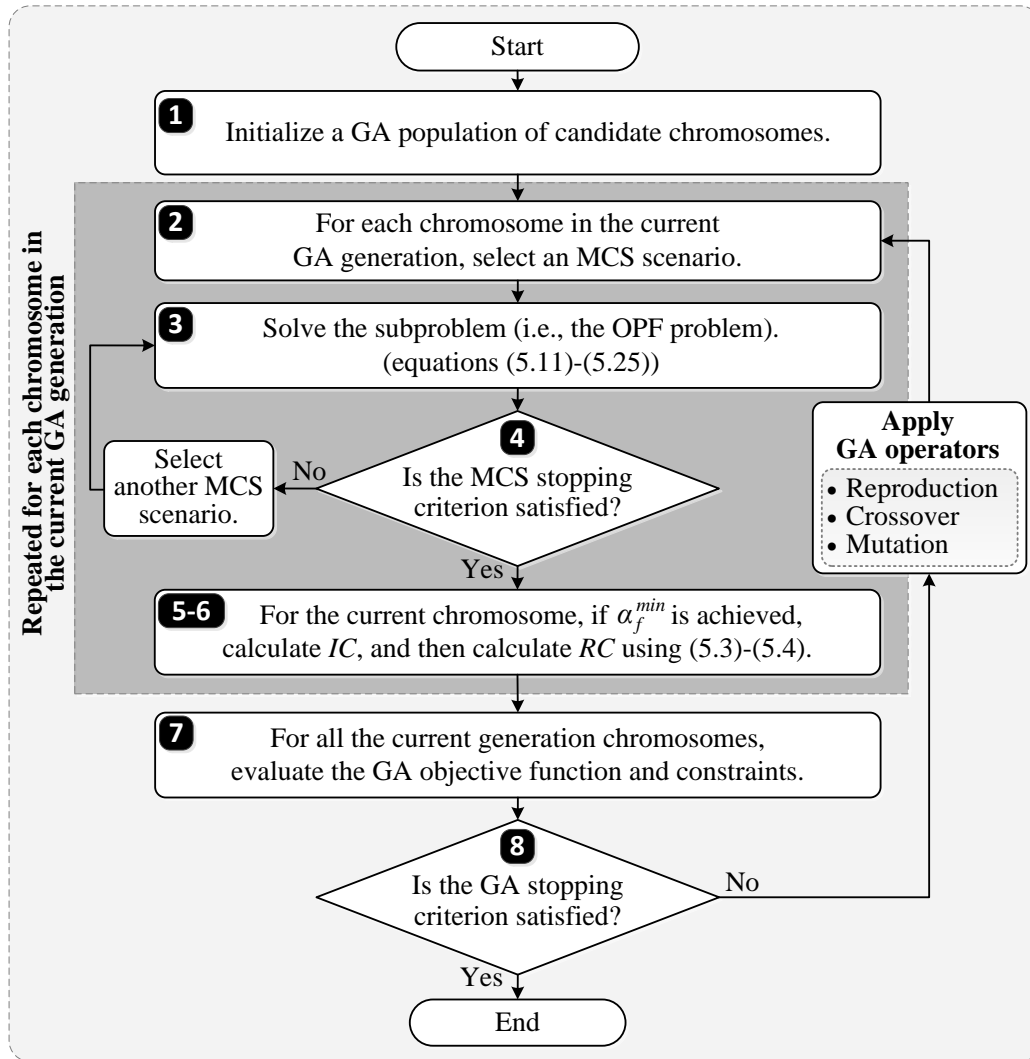 Start
1
Initialize a GA population of candidate chromosomes.
Repeated for each chromosome in
the current GA generation
2
For each chromosome in the current
GA generation, select an MCS scenario.
3
Solve the subproblem (i.e., the OPF problem).
(equations (5.11)-(5.25))
4
Is the MCS stopping
criterion satisfied?
No
Select
another MCS
scenario.
Yes
Apply
GA operators
• Reproduction
• Crossover
• Mutation
5-6
For the current chromosome, if α_f^min is achieved,
calculate IC, and then calculate RC using (5.3)-(5.4).
7
For all the current generation chromosomes,
evaluate the GA objective function and constraints.
8
Is the GA stopping
criterion satisfied?
No
Yes
End